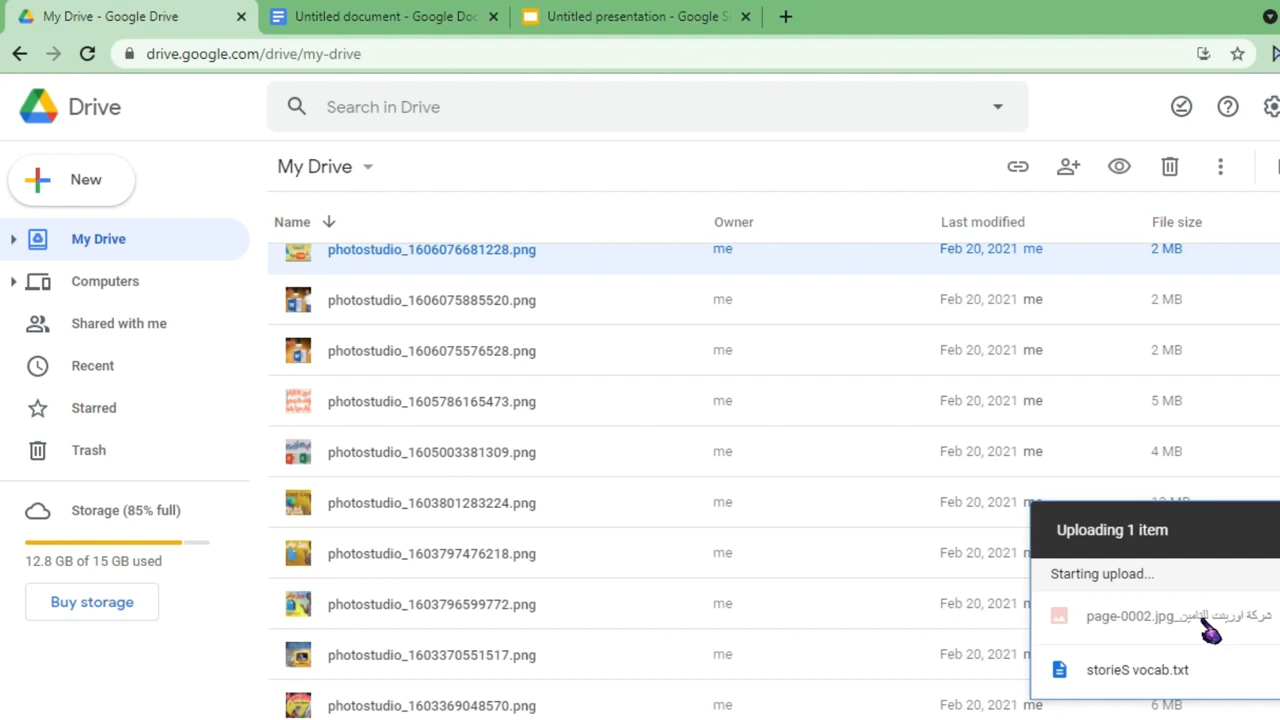 My Drive - Google Drive
Untitled document - Google Doc
Untitled presentation - Google S
drive.google.com/drive/my-drive
Drive
Search in Drive
New
My Drive
Name
Owner
Last modified
File size
My Drive
Computers
Shared with me
Recent
Starred
Trash
Storage (85% full)
12.8 GB of 15 GB used
Buy storage
photostudio_1606076681228.png me Feb 20, 2021 me 2 MB
photostudio_1606075885520.png me Feb 20, 2021 me 2 MB
photostudio_1606075576528.png me Feb 20, 2021 me 2 MB
photostudio_1605786165473.png me Feb 20, 2021 me 5 MB
photostudio_1605003381309.png me Feb 20, 2021 me 4 MB
photostudio_1603801283224.png me Feb 20, 2021
photostudio_1603797476218.png me Feb 20, 2021
photostudio_1603796599772.png me Feb 20, 2021
photostudio_1603370551517.png me Feb 20, 2021
photostudio_1603369048570.png me Feb 20, 2021 me 6 MB
Uploading 1 item
Starting upload...
شركة اورينت للتامين_page-0002.jpg
storieS vocab.txt